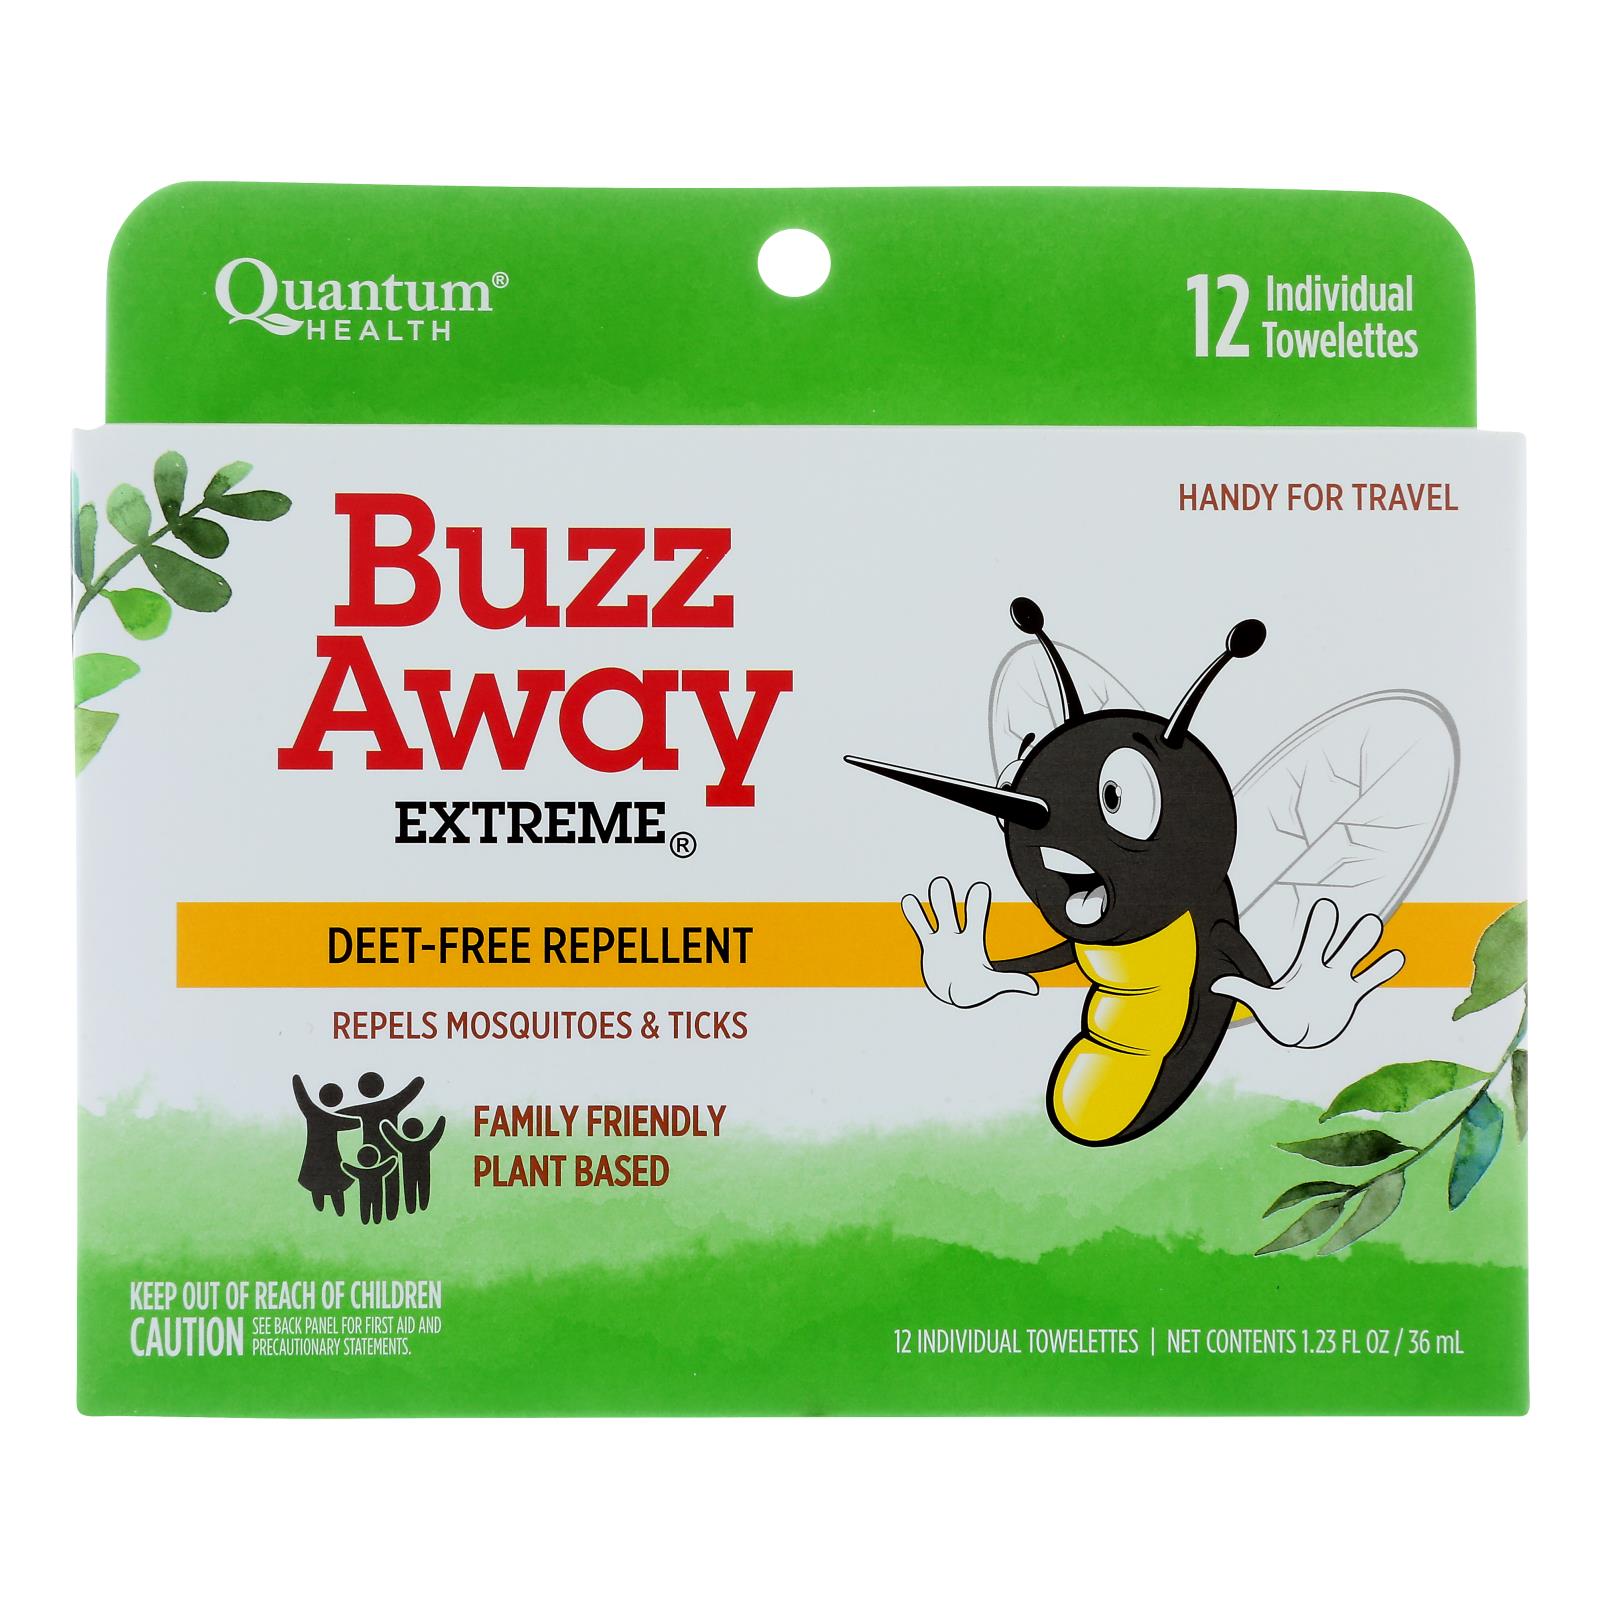 Quantum®
HEALTH
12 Individual
Towelettes
HANDY FOR TRAVEL
Buzz
Away
EXTREME®
DEET-FREE REPELLENT
REPELS MOSQUITOES & TICKS
FAMILY FRIENDLY
PLANT BASED
KEEP OUT OF REACH OF CHILDREN
CAUTION SEE BACK PANEL FOR FIRST AID AND
PRECAUTIONARY STATEMENTS.
12 INDIVIDUAL TOWELETTES | NET CONTENTS 1.23 FL OZ / 36 mL